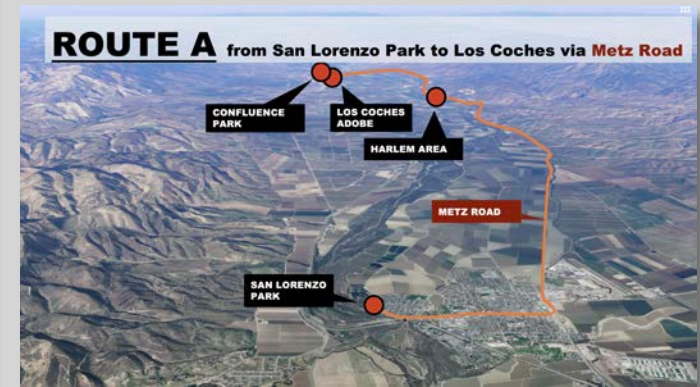 ROUTE A from San Lorenzo Park to Los Coches via Metz Road
CONFLUENCE
PARK
LOS COCHES
ADOBE
HARLEM AREA
METZ ROAD
SAN LORENZO
PARK